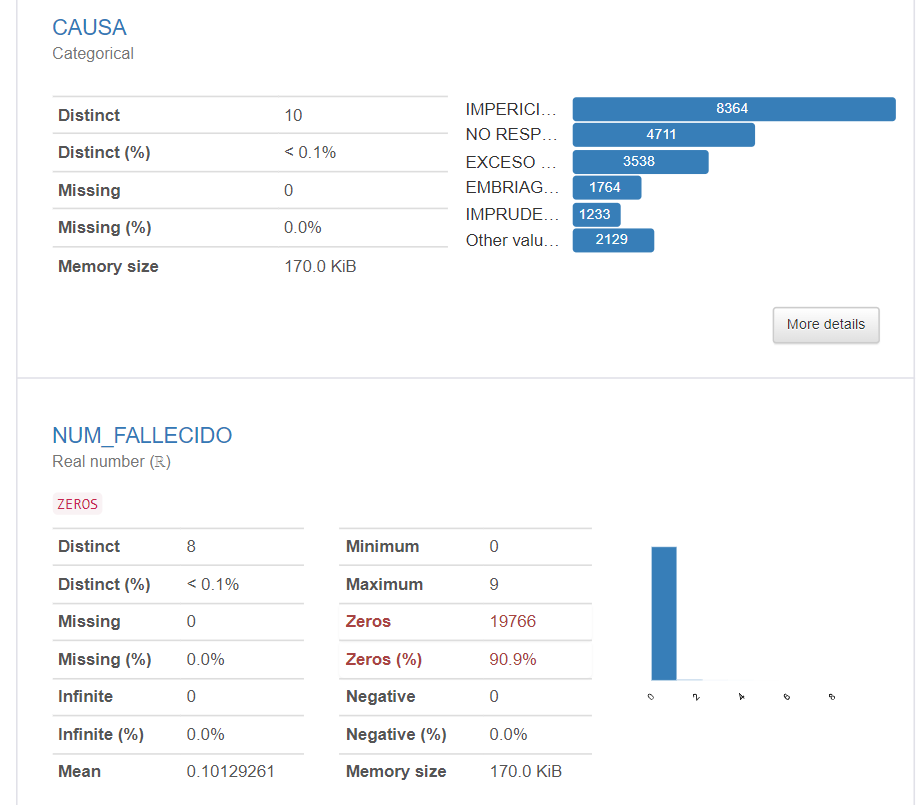 CAUSA
Categorical
Distinct 10
Distinct (%) < 0.1%
Missing 0
Missing (%) 0.0%
Memory size 170.0 KiB
IMPERICI... 8364
NO RESP... 4711
EXCESO ... 3538
EMBRIAG... 1764
IMPRUDE... 1233
Other valu... 2129
More details
NUM_FALLECIDO
Real number (ℝ)
ZEROS
Distinct 8
Distinct (%) < 0.1%
Missing 0
Missing (%) 0.0%
Infinite 0
Infinite (%) 0.0%
Mean 0.10129261
Minimum 0
Maximum 9
Zeros 19766
Zeros (%) 90.9%
Negative 0
Negative (%) 0.0%
Memory size 170.0 KiB
0 2 4 6 8